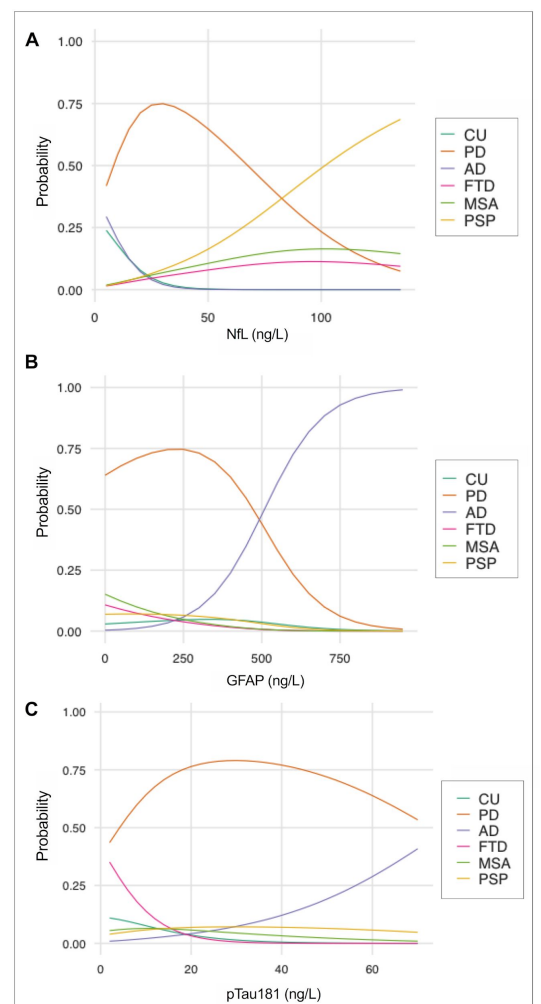 A
1.00
0.75
0.50
0.25
0.00
Probability
0
50
100
NfL (ng/L)
CU
PD
AD
FTD
MSA
PSP
B
1.00
0.75
0.50
0.25
0.00
Probability
0
250
500
750
GFAP (ng/L)
CU
PD
AD
FTD
MSA
PSP
C
1.00
0.75
0.50
0.25
0.00
Probability
0
20
40
60
pTau181 (ng/L)
CU
PD
AD
FTD
MSA
PSP